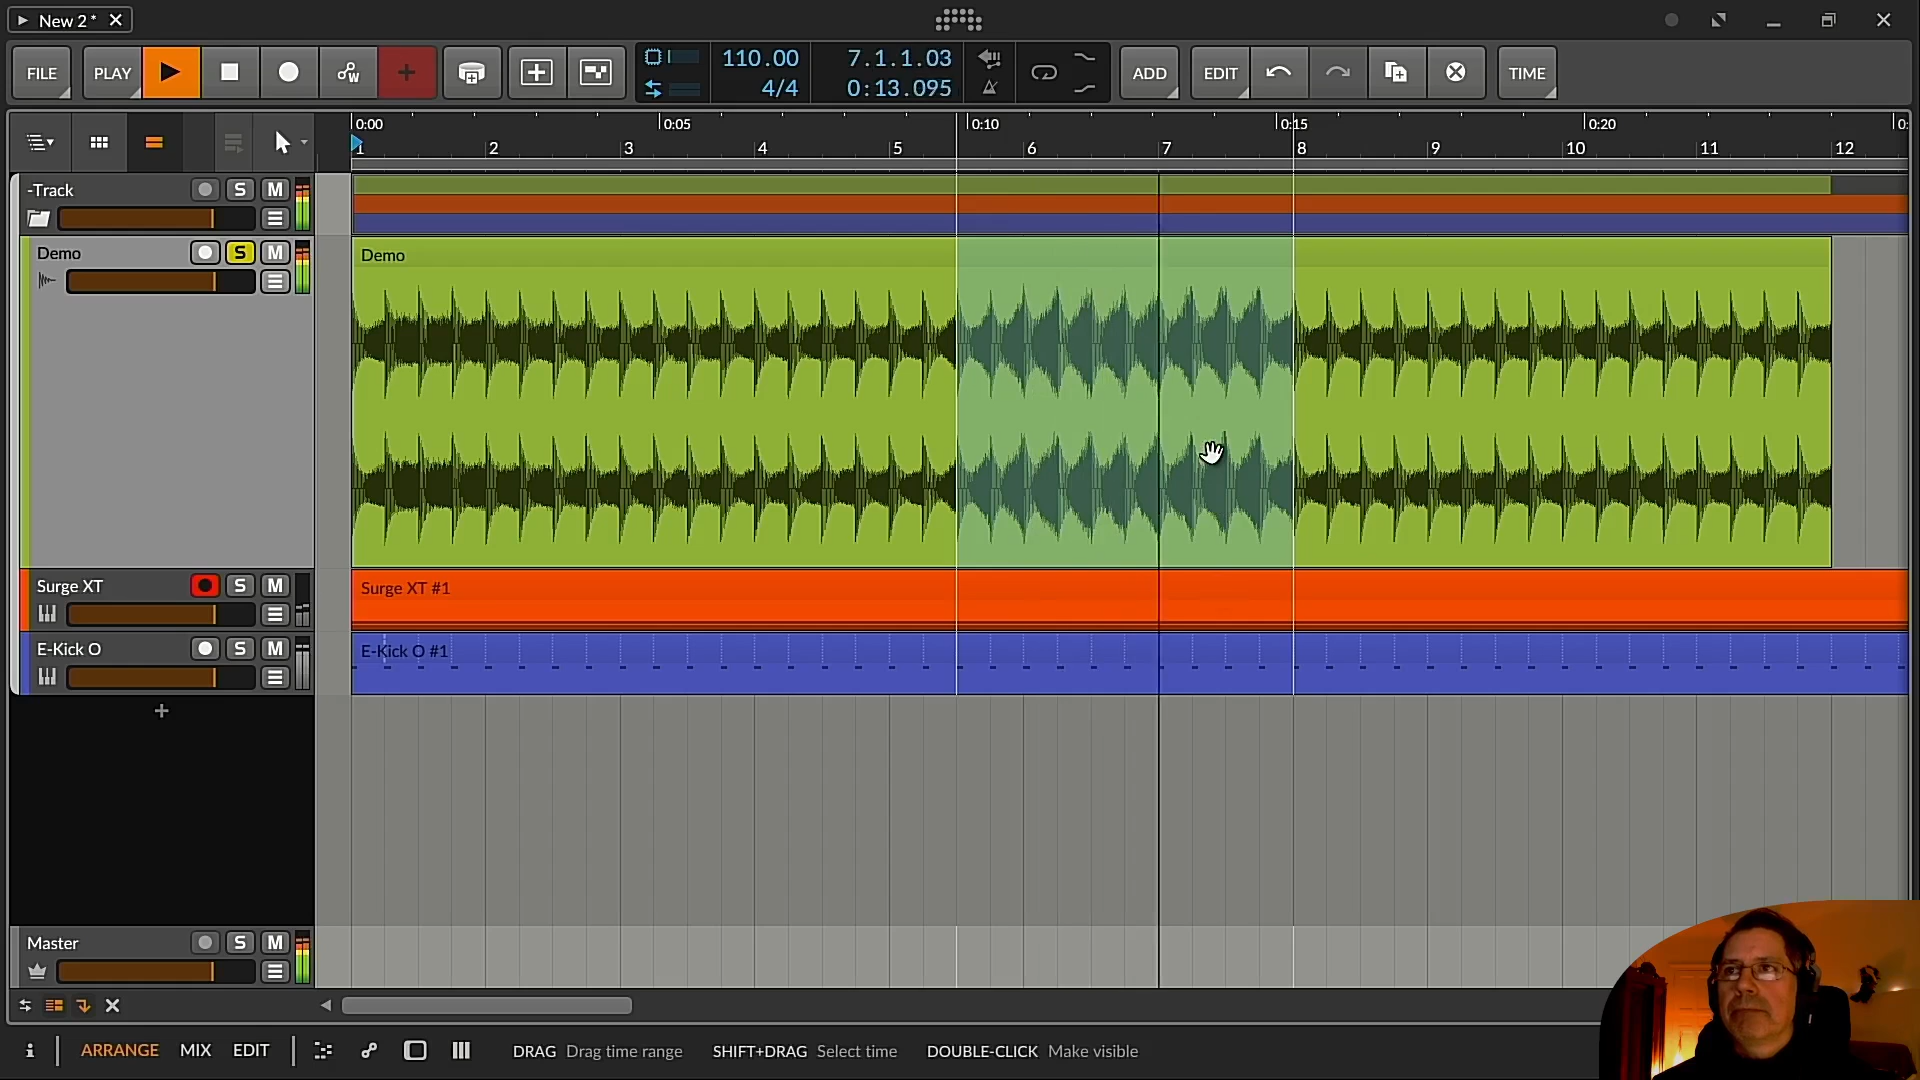 New 2*
FILE PLAY 110.00 7.1.1.03 ADD EDIT TIME
4/4 0:13.095
0:00 0:05 0:10 0:15 0:20
1 2 3 4 5 6 7 8 9 10 11 12
-Track S M
Demo S M
Demo
Surge XT S M
Surge XT #1
E-Kick O S M
E-Kick O #1
Master S M
ARRANGE MIX EDIT DRAG Drag time range SHIFT+DRAG Select time DOUBLE-CLICK Make visible